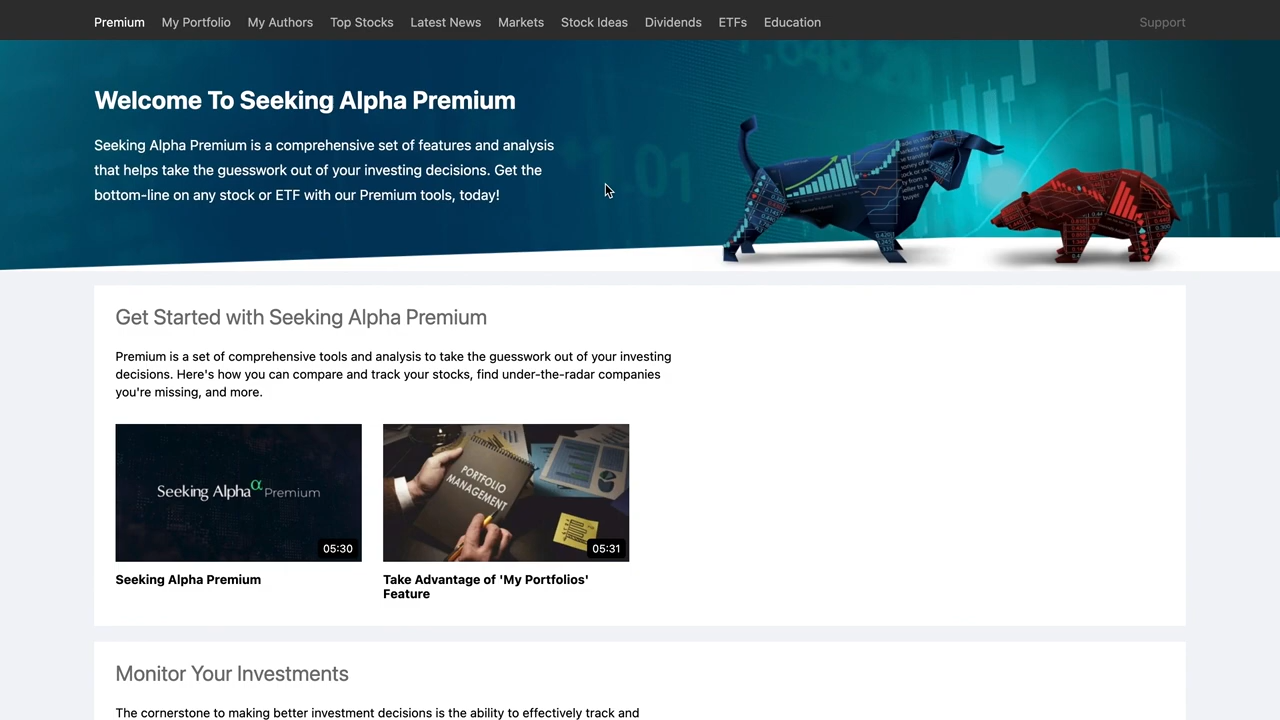 Premium My Portfolio My Authors Top Stocks Latest News Markets Stock Ideas Dividends ETFs Education Support
Welcome To Seeking Alpha Premium
Seeking Alpha Premium is a comprehensive set of features and analysis
that helps take the guesswork out of your investing decisions. Get the
bottom-line on any stock or ETF with our Premium tools, today!
Get Started with Seeking Alpha Premium
Premium is a set of comprehensive tools and analysis to take the guesswork out of your investing
decisions. Here's how you can compare and track your stocks, find under-the-radar companies
you're missing, and more.
Seeking Alpha α Premium
05:30
PORTFOLIO
MANAGEMENT
05:31
Seeking Alpha Premium
Take Advantage of 'My Portfolios'
Feature
Monitor Your Investments
The cornerstone to making better investment decisions is the ability to effectively track and